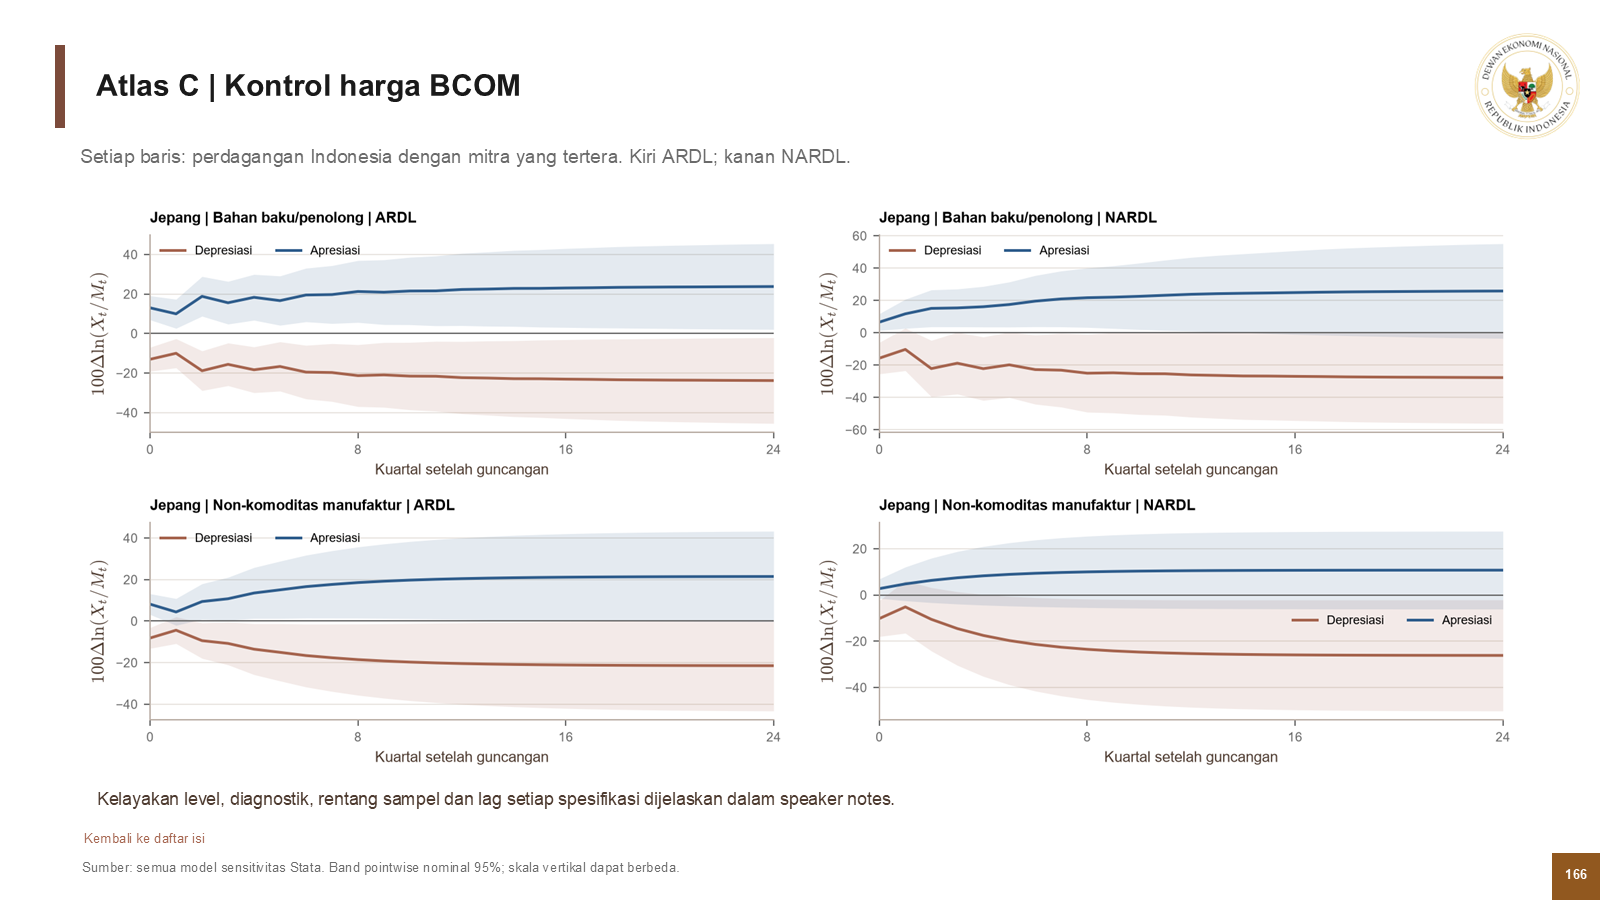 Atlas C | Kontrol harga BCOM
DEWAN EKONOMI NASIONAL
REPUBLIK INDONESIA
Setiap baris: perdagangan Indonesia dengan mitra yang tertera. Kiri ARDL; kanan NARDL.
Jepang | Bahan baku/penolong | ARDL
Depresiasi Apresiasi
100Δln(Xₜ/Mₜ)
40
20
0
−20
−40
0 8 16 24
Kuartal setelah guncangan
Jepang | Bahan baku/penolong | NARDL
Depresiasi Apresiasi
100Δln(Xₜ/Mₜ)
60
40
20
0
−20
−40
−60
0 8 16 24
Kuartal setelah guncangan
Jepang | Non-komoditas manufaktur | ARDL
Depresiasi Apresiasi
100Δln(Xₜ/Mₜ)
40
20
0
−20
−40
0 8 16 24
Kuartal setelah guncangan
Jepang | Non-komoditas manufaktur | NARDL
Depresiasi Apresiasi
100Δln(Xₜ/Mₜ)
20
0
−20
−40
0 8 16 24
Kuartal setelah guncangan
Kelayakan level, diagnostik, rentang sampel dan lag setiap spesifikasi dijelaskan dalam speaker notes.
Kembali ke daftar isi
Sumber: semua model sensitivitas Stata. Band pointwise nominal 95%; skala vertikal dapat berbeda.
166